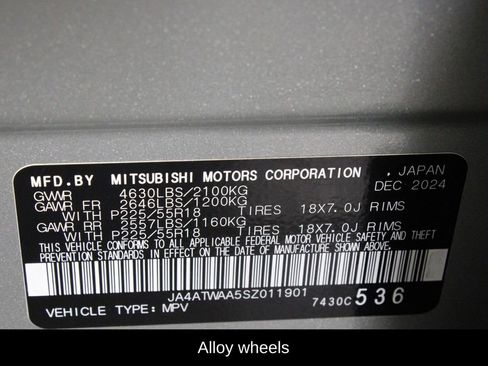 MFD.BY MITSUBISHI MOTORS CORPORATION , JAPAN
GVWR 4630LBS/2100KG DEC 2024
GAWR FR 2646LBS/1200KG
WITH P225/55R18 TIRES 18X7.0J RIMS
GAWR RR 2557LBS/1160KG
WITH P225/55R18 TIRES 18X7.0J RIMS
THIS VEHICLE CONFORMS TO ALL APPLICABLE FEDERAL MOTOR VEHICLE SAFETY AND THEFT
PREVENTION STANDARDS IN EFFECT ON THE DATE OF MANUFACTURE SHOWN ABOVE.
JA4ATWAA5SZ011901
VEHICLE TYPE: MPV 7430C 536
Alloy wheels